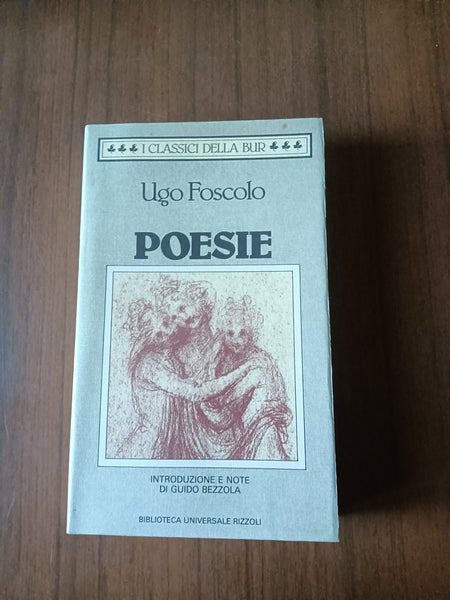 I CLASSICI DELLA BUR
Ugo Foscolo
POESIE
INTRODUZIONE E NOTE
DI GUIDO BEZZOLA
BIBLIOTECA UNIVERSALE RIZZOLI